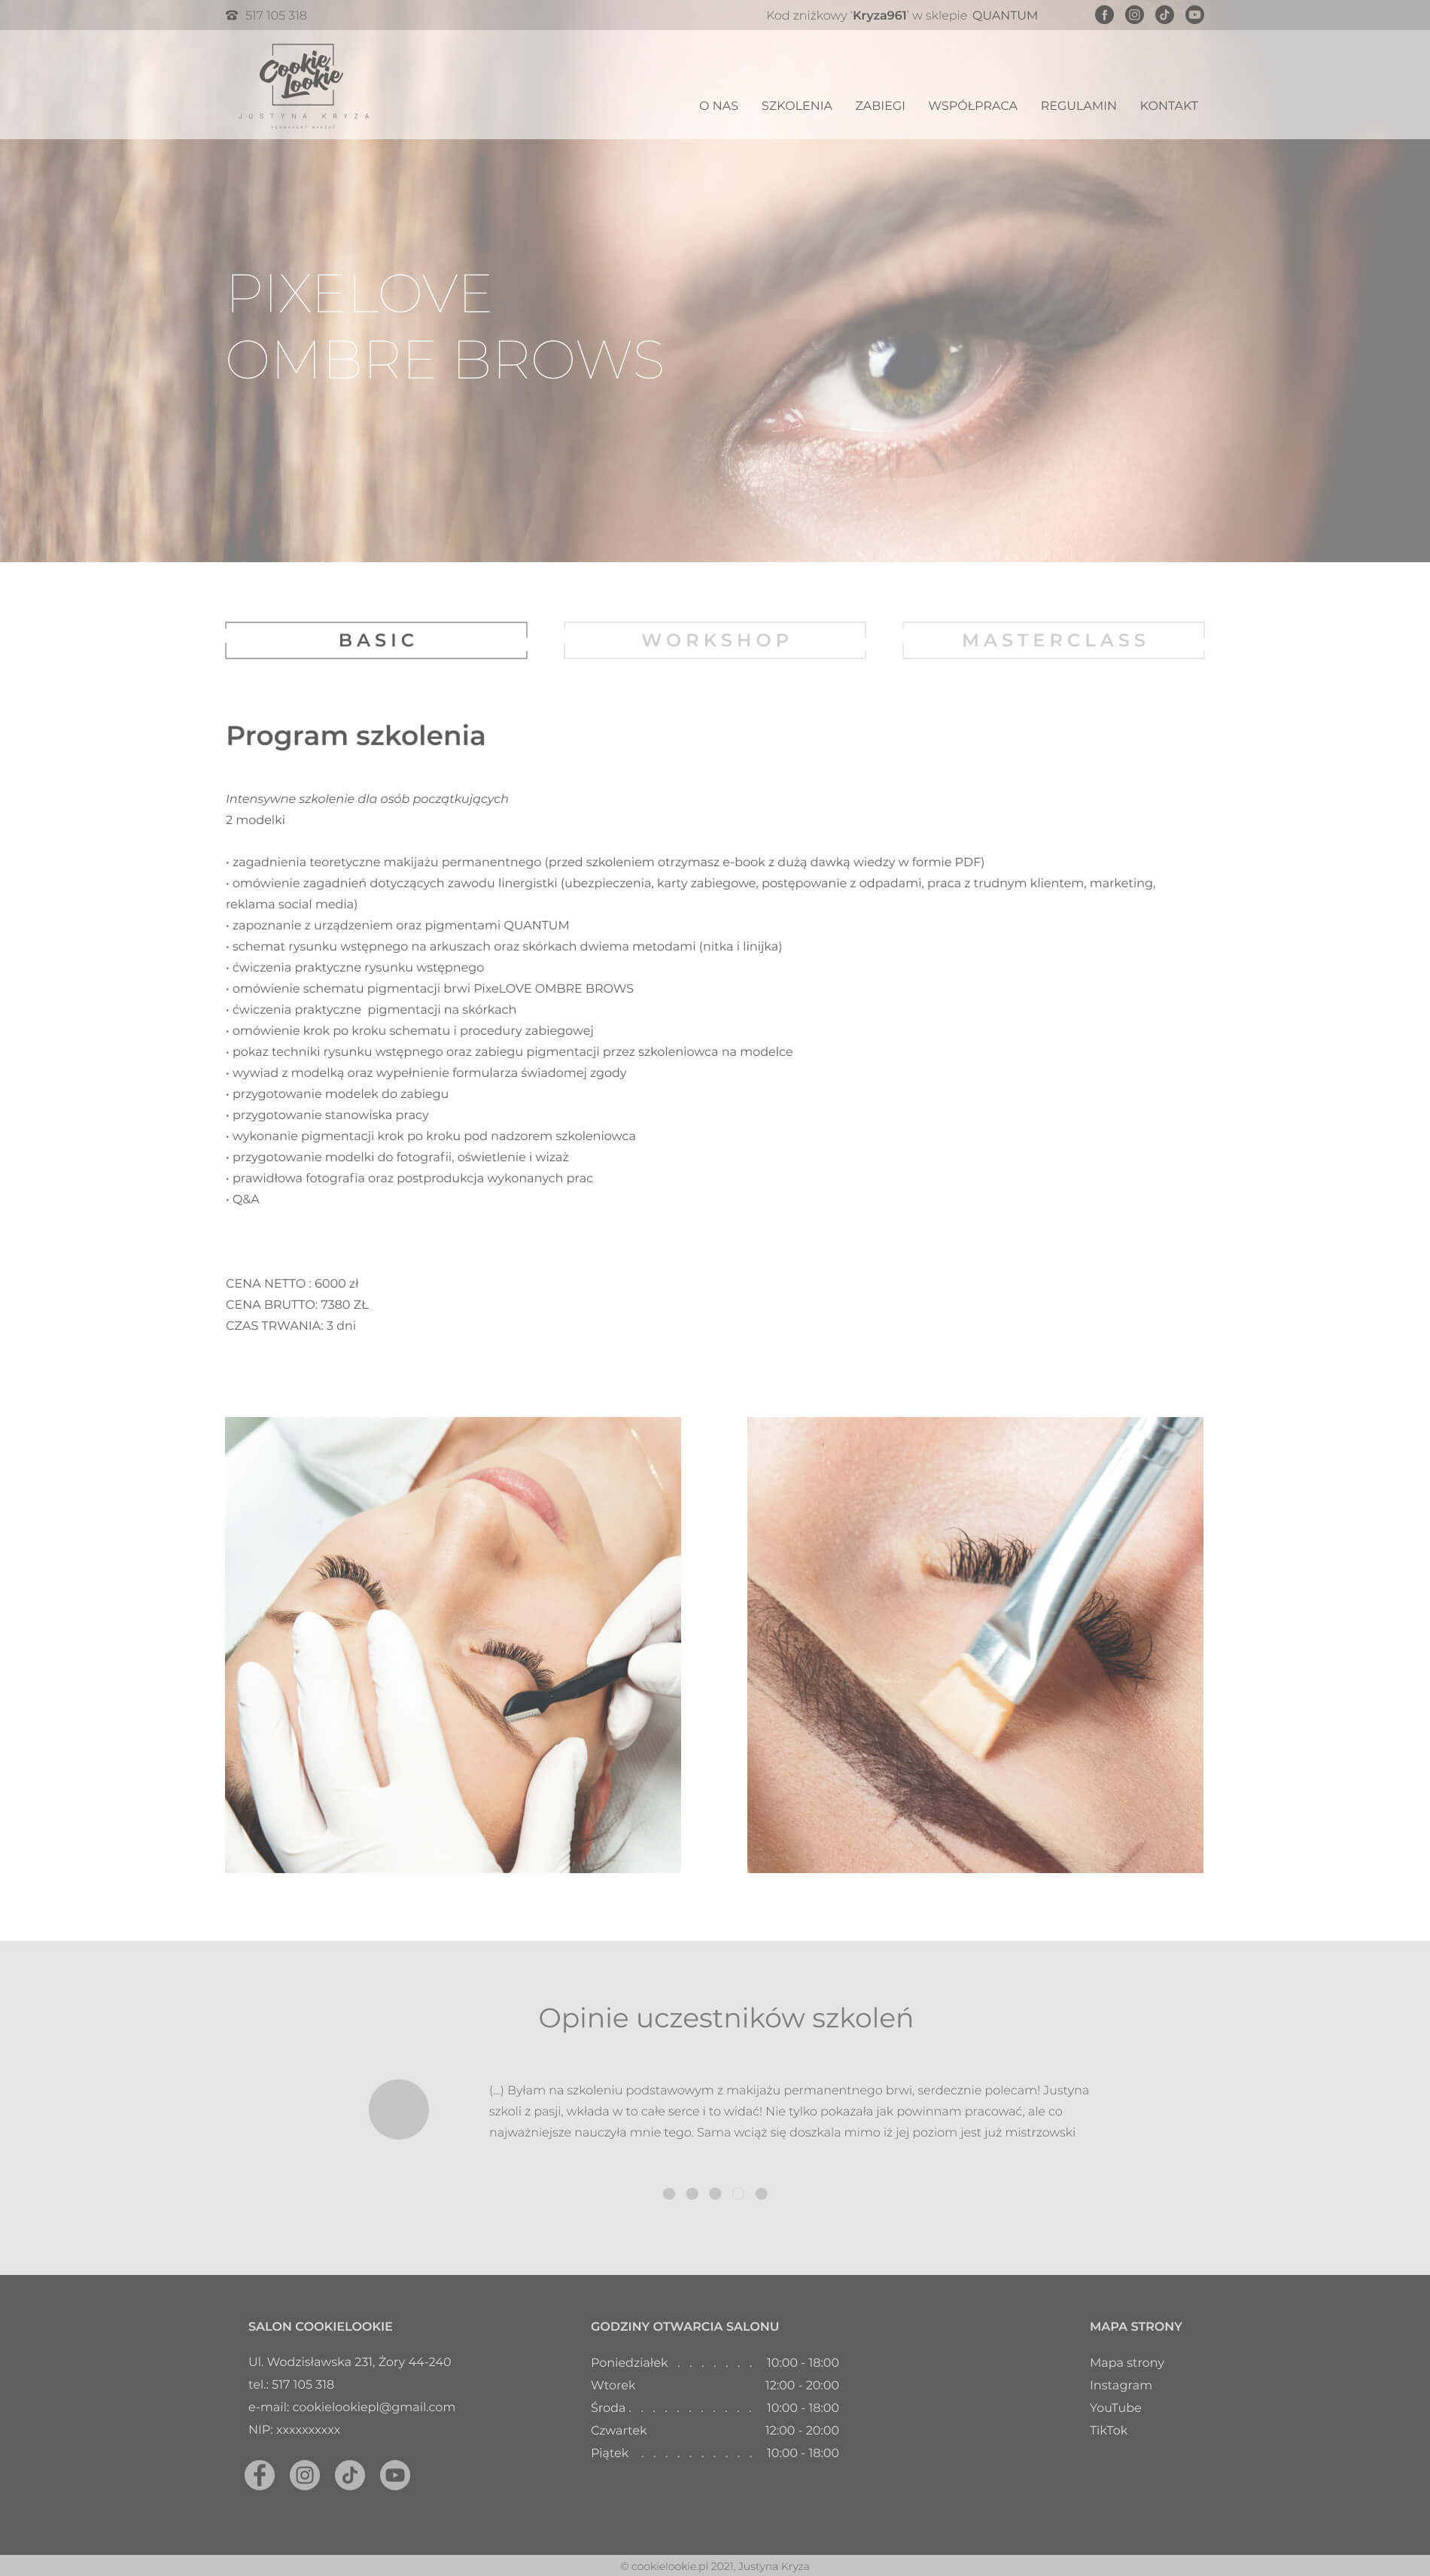 517 105 318
Kod zniżkowy 'Kryza961' w sklepie QUANTUM
Cookie
Lookie
JUSTYNA KRYZA
O NAS SZKOLENIA ZABIEGI WSPÓŁPRACA REGULAMIN KONTAKT
PIXELOVE
OMBRE BROWS
BASIC WORKSHOP MASTERCLASS
Program szkolenia
Intensywne szkolenie dla osób początkujących
2 modelki
• zagadnienia teoretyczne makijażu permanentnego (przed szkoleniem otrzymasz e-book z dużą dawką wiedzy w formie PDF)
• omówienie zagadnień dotyczących zawodu linergistki (ubezpieczenia, karty zabiegowe, postępowanie z odpadami, praca z trudnym klientem, marketing,
reklama social media)
• zapoznanie z urządzeniem oraz pigmentami QUANTUM
• schemat rysunku wstępnego na arkuszach oraz skórkach dwiema metodami (nitka i linijka)
• ćwiczenia praktyczne rysunku wstępnego
• omówienie schematu pigmentacji brwi PixeLOVE OMBRE BROWS
• ćwiczenia praktyczne  pigmentacji na skórkach
• omówienie krok po kroku schematu i procedury zabiegowej
• pokaz techniki rysunku wstępnego oraz zabiegu pigmentacji przez szkoleniowca na modelce
• wywiad z modelką oraz wypełnienie formularza świadomej zgody
• przygotowanie modelek do zabiegu
• przygotowanie stanowiska pracy
• wykonanie pigmentacji krok po kroku pod nadzorem szkoleniowca
• przygotowanie modelki do fotografii, oświetlenie i wizaż
• prawidłowa fotografia oraz postprodukcja wykonanych prac
• Q&A
CENA NETTO : 6000 zł
CENA BRUTTO: 7380 ZŁ
CZAS TRWANIA: 3 dni
Opinie uczestników szkoleń
(...) Byłam na szkoleniu podstawowym z makijażu permanentnego brwi, serdecznie polecam! Justyna
szkoli z pasji, wkłada w to całe serce i to widać! Nie tylko pokazała jak powinnam pracować, ale co
najważniejsze nauczyła mnie tego. Sama wciąż się doszkala mimo iż jej poziom jest już mistrzowski
SALON COOKIELOOKIE
Ul. Wodzisławska 231, Żory 44-240
tel.: 517 105 318
e-mail: cookielookiepl@gmail.com
NIP: xxxxxxxxxx
GODZINY OTWARCIA SALONU
Poniedziałek . . . . . . . 10:00 - 18:00
Wtorek 12:00 - 20:00
Środa . . . . . . . . . . . 10:00 - 18:00
Czwartek 12:00 - 20:00
Piątek . . . . . . . . . . 10:00 - 18:00
MAPA STRONY
Mapa strony
Instagram
YouTube
TikTok
© cookielookie.pl 2021, Justyna Kryza